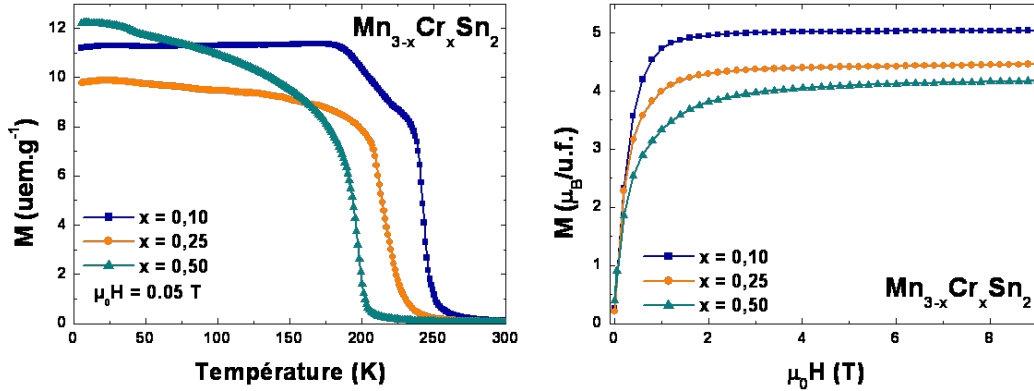 Mn₃₋ₓCrₓSn₂
M (uem.g⁻¹)
12
10
8
6
4
2
0
x = 0,10
x = 0,25
x = 0,50
μ₀H = 0.05 T
0 50 100 150 200 250 300
Température (K)
M (μ_B/u.f.)
5
4
3
2
1
0
x = 0,10
x = 0,25
x = 0,50
Mn₃₋ₓCrₓSn₂
0 2 4 6 8
μ₀H (T)